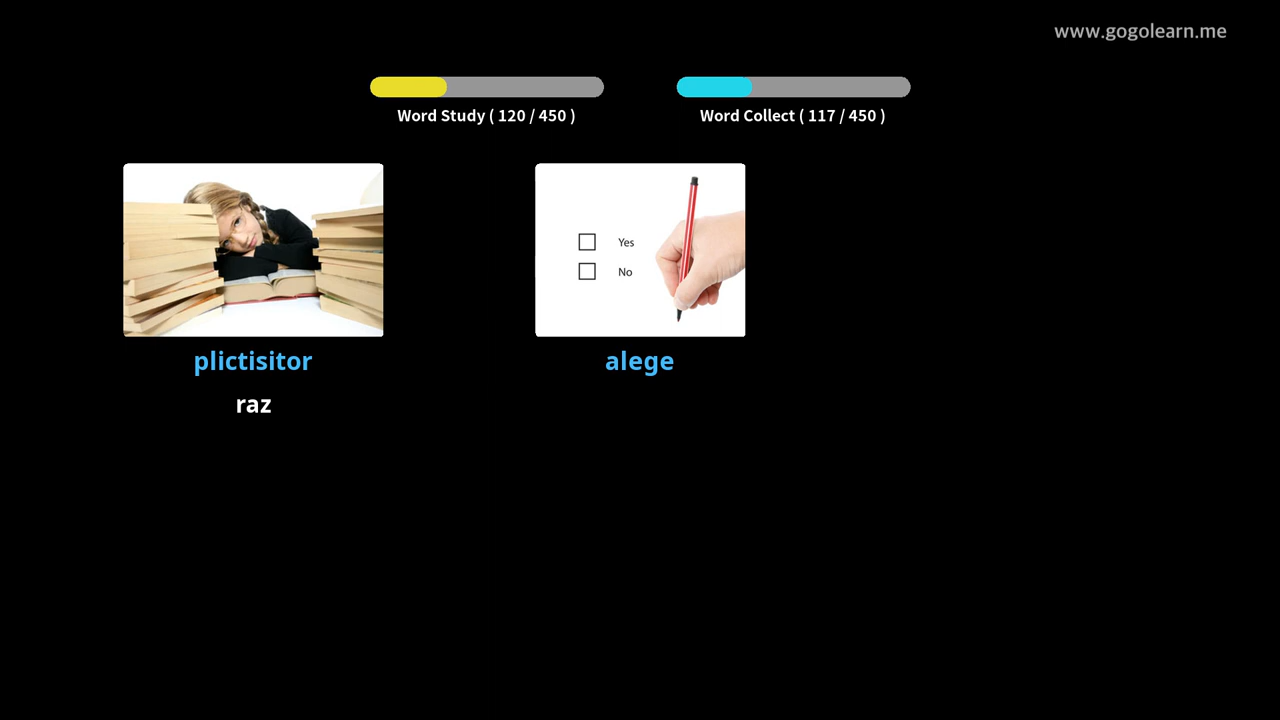 www.gogolearn.me
Word Study ( 120 / 450 )
Word Collect ( 117 / 450 )
Yes
No
plictisitor
alege
raz